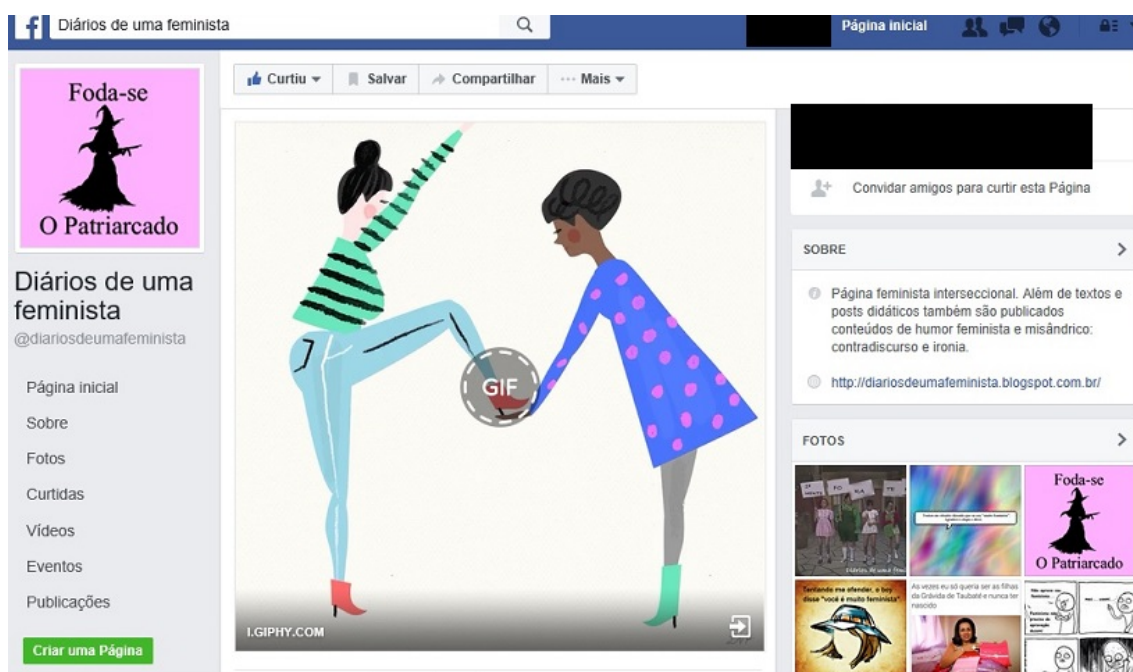 Diários de uma feminista
Página inicial
Foda-se
O Patriarcado
Diários de uma
feminista
@diariosdeumafeminista
Página inicial
Sobre
Fotos
Curtidas
Vídeos
Eventos
Publicações
Criar uma Página
Curtiu
Salvar
Compartilhar
Mais
GIF
I.GIPHY.COM
Convidar amigos para curtir esta Página
SOBRE
Página feminista interseccional. Além de textos e
posts didáticos também são publicados
conteúdos de humor feminista e misândrico:
contradiscurso e ironia.
http://diariosdeumafeminista.blogspot.com.br/
FOTOS
Foda-se
O Patriarcado
Tentando me ofender, o boy
disse "você é muito feminista"
As vezes eu só queria ser as filhas
da Grávida de Taubaté e nunca ter
nascido